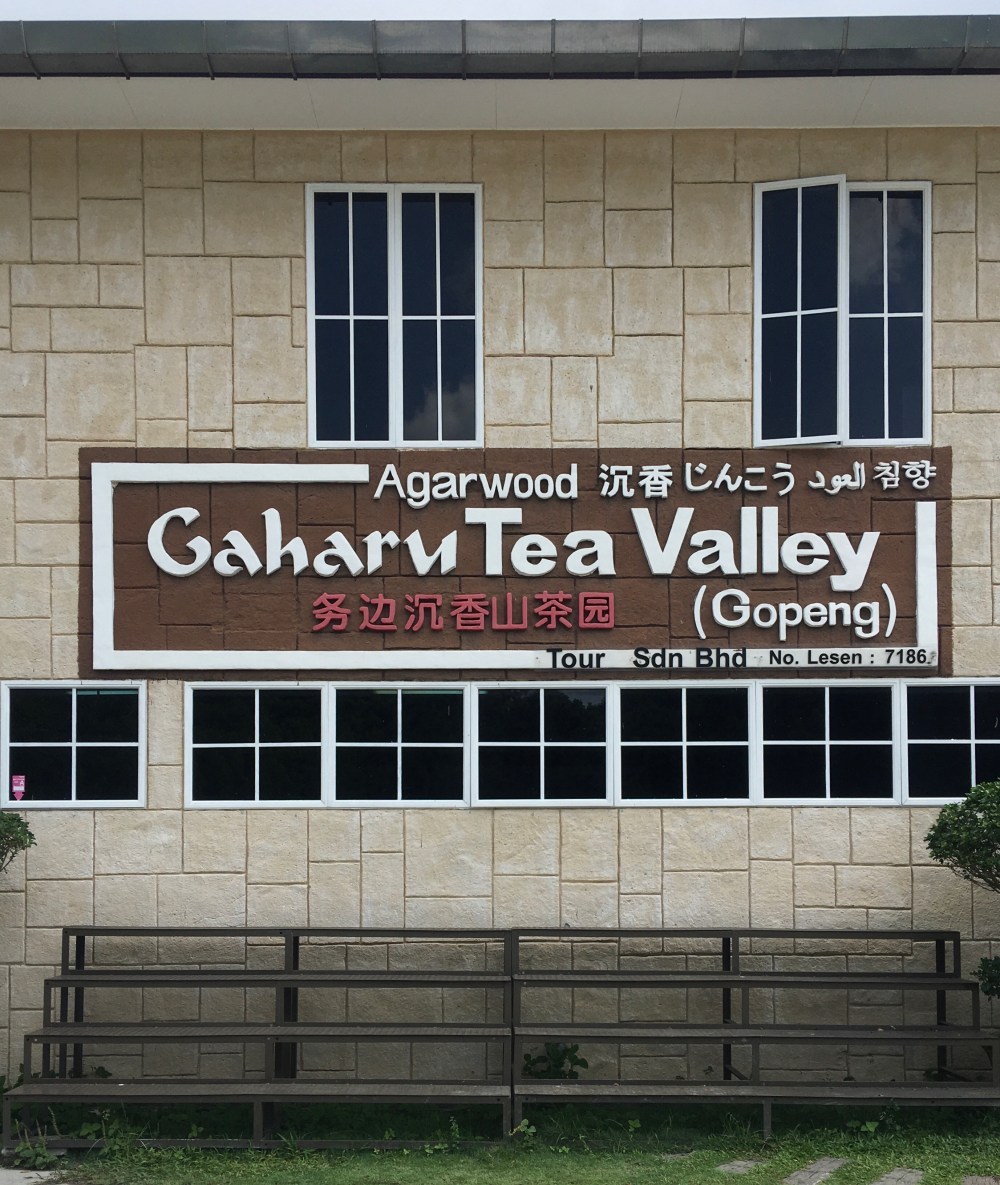 Agarwood 沉香 じんこう العود 침향
Gaharu Tea Valley
务边沉香山茶园 (Gopeng)
Tour Sdn Bhd No. Lesen : 7186